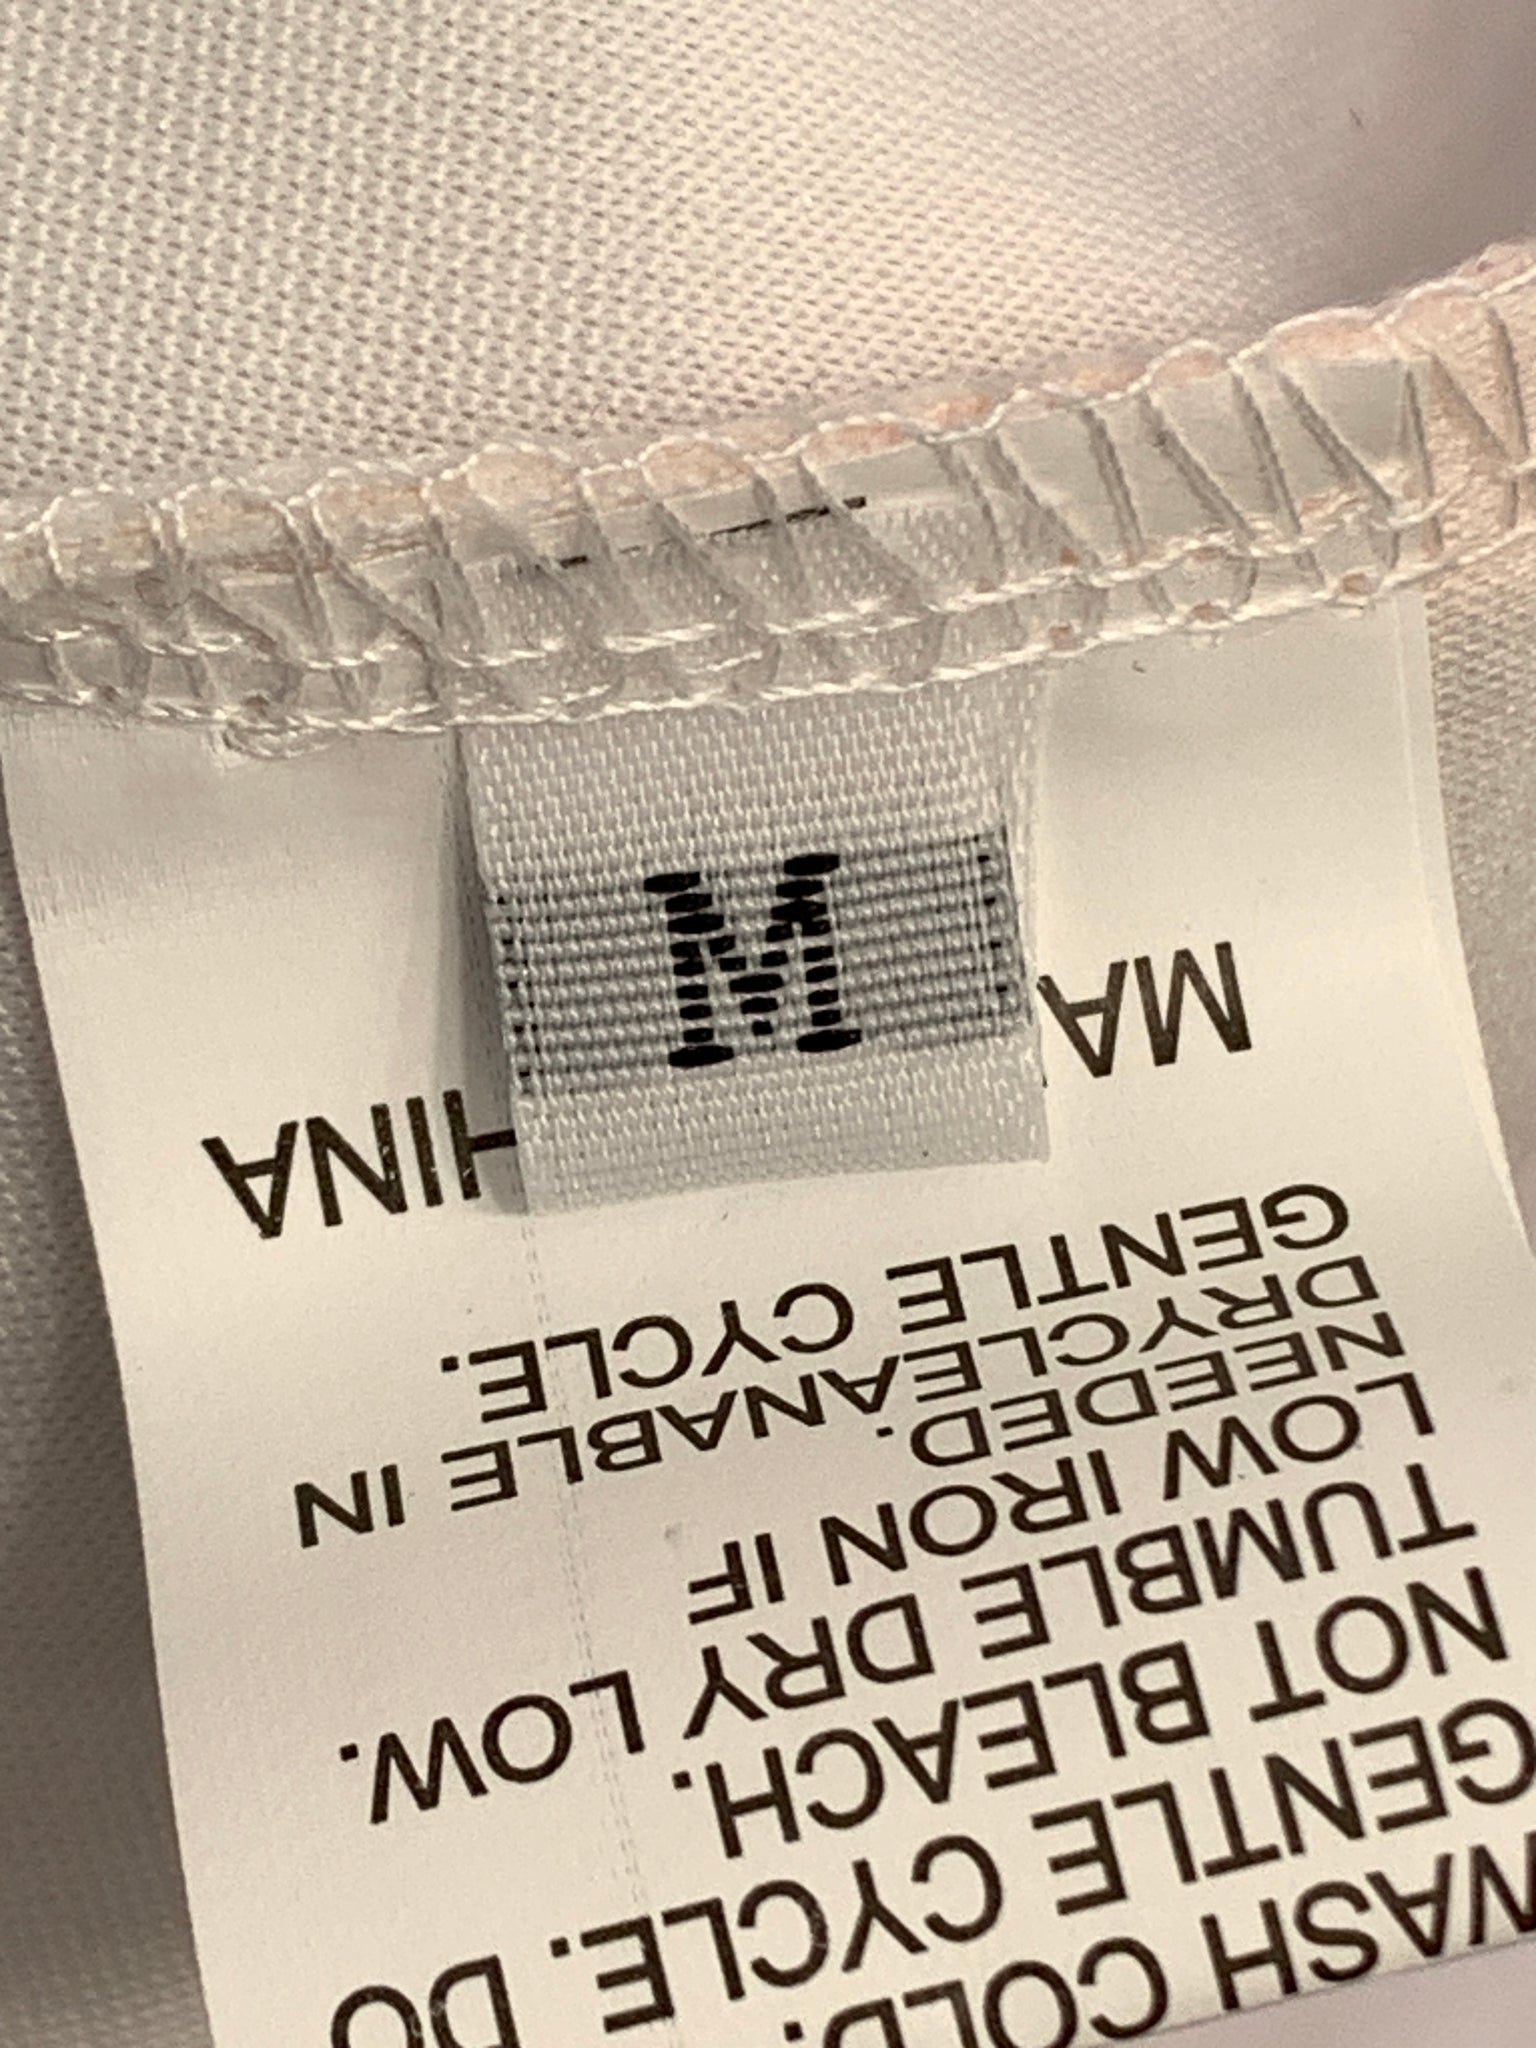 WASH COLD.
GENTLE CYCLE. DO
NOT BLEACH.
TUMBLE DRY LOW.
LOW IRON IF
NEEDED.
DRYCLEANABLE IN
GENTLE CYCLE.
MA HINA
M